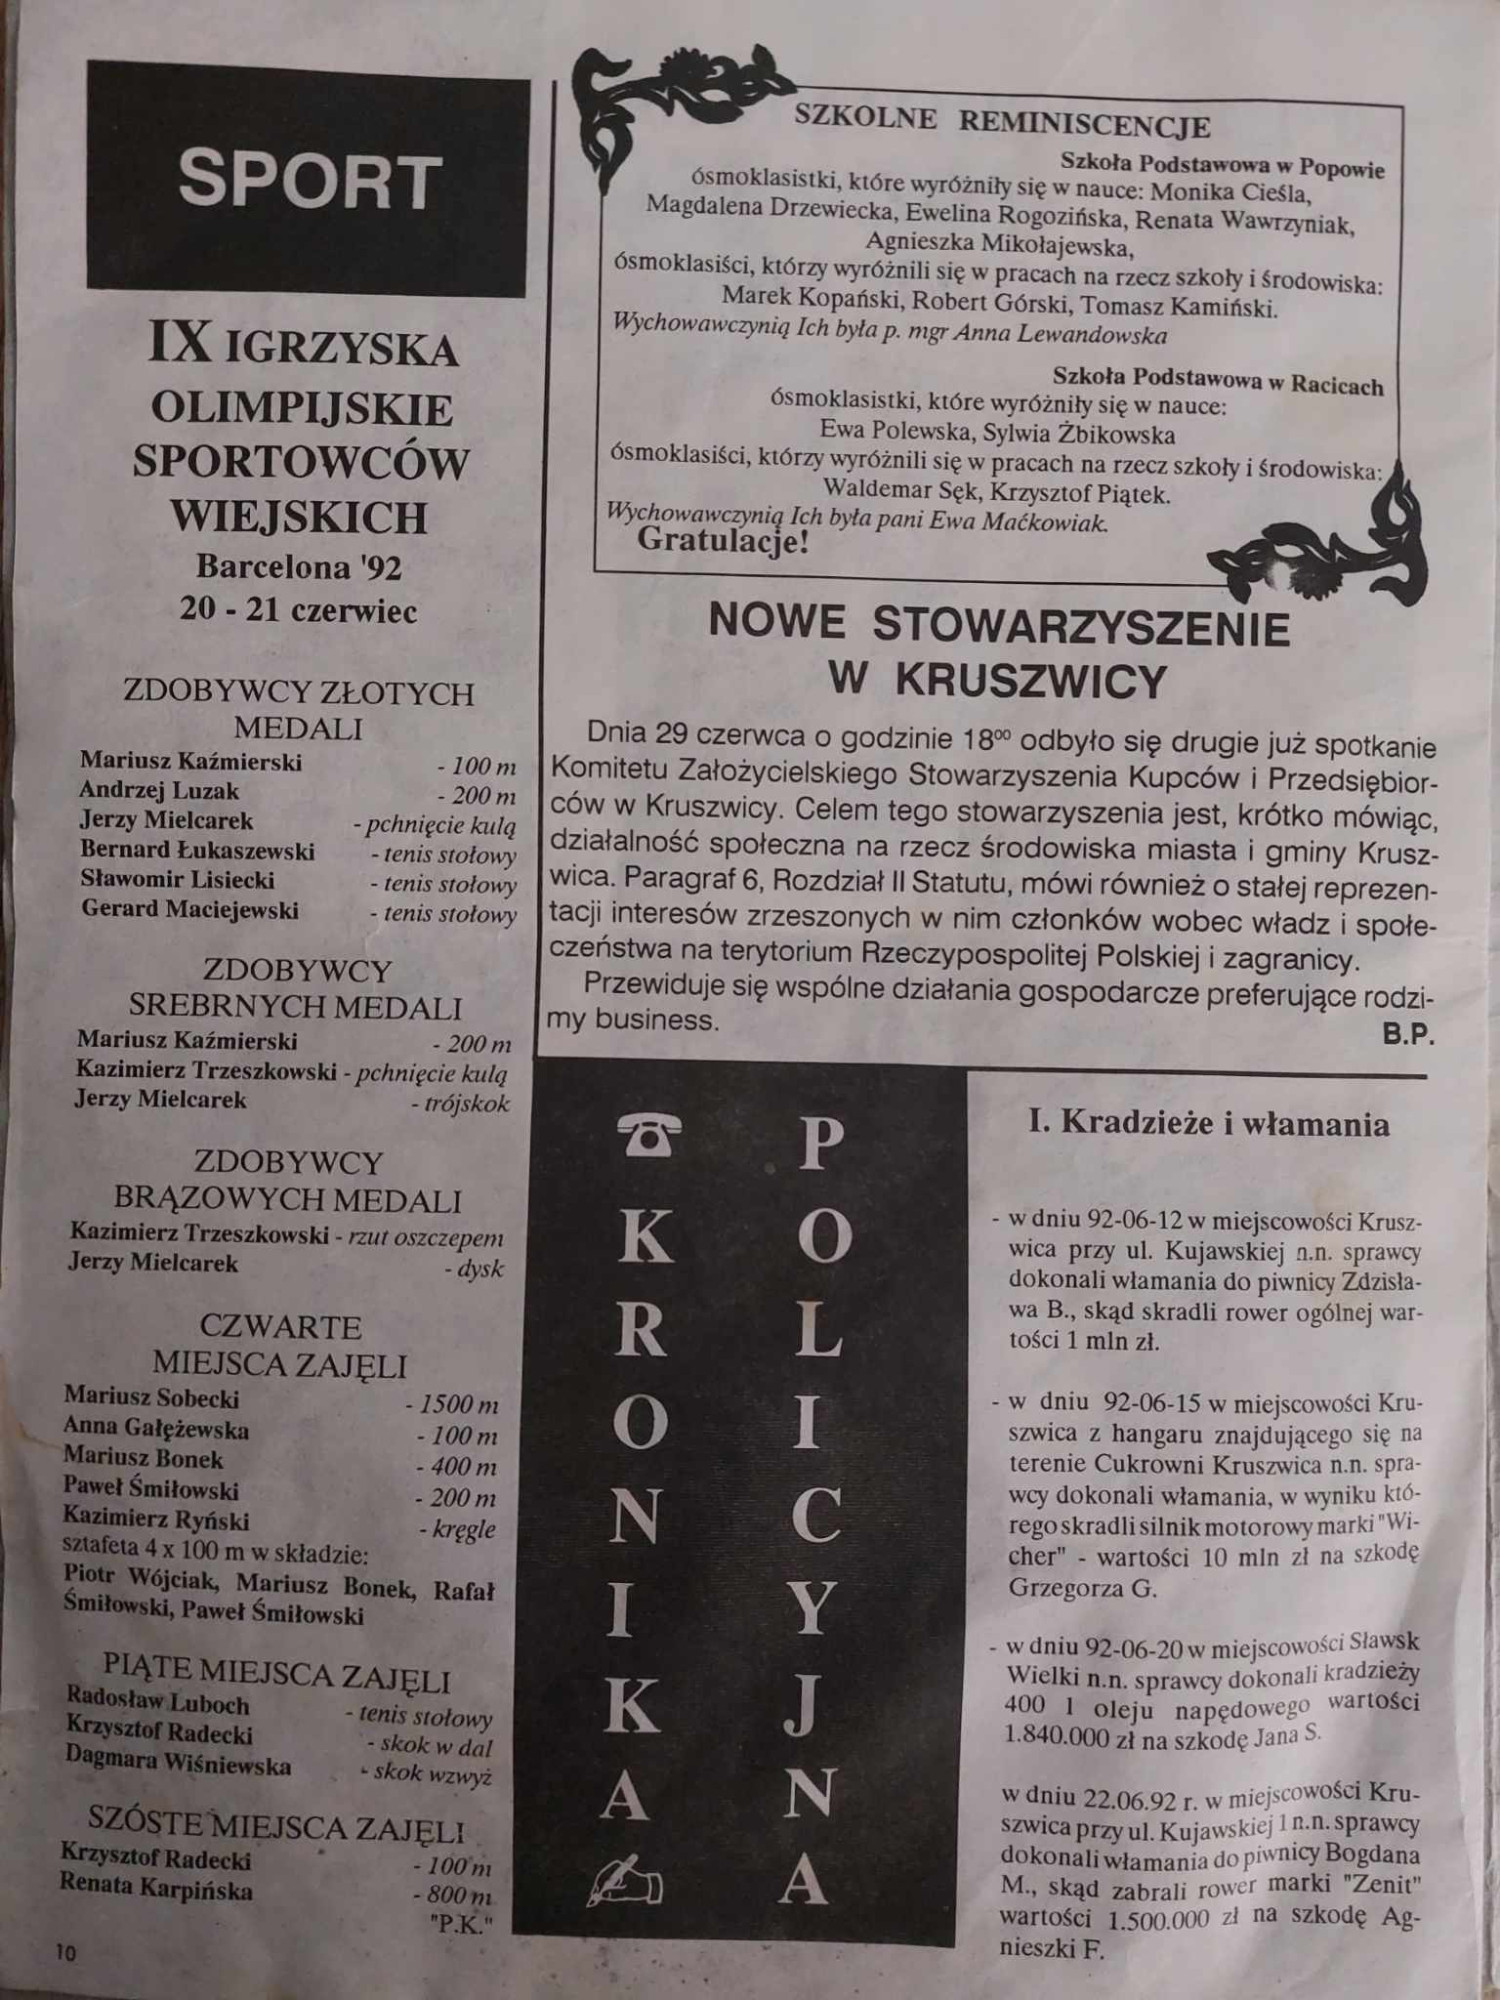 SPORT
IX IGRZYSKA
OLIMPIJSKIE
SPORTOWCÓW
WIEJSKICH
Barcelona '92
20 - 21 czerwiec
ZDOBYWCY ZŁOTYCH
MEDALI
Mariusz Kaźmierski - 100 m
Andrzej Luzak - 200 m
Jerzy Mielcarek - pchnięcie kulą
Bernard Łukaszewski - tenis stołowy
Sławomir Lisiecki - tenis stołowy
Gerard Maciejewski - tenis stołowy
ZDOBYWCY
SREBRNYCH MEDALI
Mariusz Kaźmierski - 200 m
Kazimierz Trzeszkowski - pchnięcie kulą
Jerzy Mielcarek - trójskok
ZDOBYWCY
BRĄZOWYCH MEDALI
Kazimierz Trzeszkowski - rzut oszczepem
Jerzy Mielcarek - dysk
CZWARTE
MIEJSCA ZAJĘLI
Mariusz Sobecki - 1500 m
Anna Gałężewska - 100 m
Mariusz Bonek - 400 m
Paweł Śmiłowski - 200 m
Kazimierz Ryński - kręgle
sztafeta 4 x 100 m w składzie:
Piotr Wójciak, Mariusz Bonek, Rafał
Śmiłowski, Paweł Śmiłowski
PIĄTE MIEJSCA ZAJĘLI
Radosław Luboch - tenis stołowy
Krzysztof Radecki - skok w dal
Dagmara Wiśniewska - skok wzwyż
SZÓSTE MIEJSCA ZAJĘLI
Krzysztof Radecki - 100 m
Renata Karpińska - 800 m
"P.K."
10
SZKOLNE REMINISCENCJE
Szkoła Podstawowa w Popowie
ósmoklasistki, które wyróżniły się w nauce: Monika Cieśla,
Magdalena Drzewiecka, Ewelina Rogozińska, Renata Wawrzyniak,
Agnieszka Mikołajewska,
ósmoklasiści, którzy wyróżnili się w pracach na rzecz szkoły i środowiska:
Marek Kopański, Robert Górski, Tomasz Kamiński.
Wychowawczynią Ich była p. mgr Anna Lewandowska
Szkoła Podstawowa w Racicach
ósmoklasistki, które wyróżniły się w nauce:
Ewa Polewska, Sylwia Żbikowska
ósmoklasiści, którzy wyróżnili się w pracach na rzecz szkoły i środowiska:
Waldemar Sęk, Krzysztof Piątek.
Wychowawczynią Ich była pani Ewa Maćkowiak.
Gratulacje!
NOWE STOWARZYSZENIE
W KRUSZWICY
Dnia 29 czerwca o godzinie 18⁰⁰ odbyło się drugie już spotkanie
Komitetu Założycielskiego Stowarzyszenia Kupców i Przedsiębior-
ców w Kruszwicy. Celem tego stowarzyszenia jest, krótko mówiąc,
działalność społeczna na rzecz środowiska miasta i gminy Krusz-
wica. Paragraf 6, Rozdział II Statutu, mówi również o stałej reprezen-
tacji interesów zrzeszonych w nim członków wobec władz i społe-
czeństwa na terytorium Rzeczypospolitej Polskiej i zagranicy.
Przewiduje się wspólne działania gospodarcze preferujące rodzi-
my business.
B.P.
KRONIKA
POLICYJNA
I. Kradzieże i włamania
- w dniu 92-06-12 w miejscowości Krusz-
wica przy ul. Kujawskiej n.n. sprawcy
dokonali włamania do piwnicy Zdzisła-
wa B., skąd skradli rower ogólnej war-
tości 1 mln zł.
- w dniu 92-06-15 w miejscowości Kru-
szwica z hangaru znajdującego się na
terenie Cukrowni Kruszwica n.n. spra-
wcy dokonali włamania, w wyniku któ-
rego skradli silnik motorowy marki "Wi-
cher" - wartości 10 mln zł na szkodę
Grzegorza G.
- w dniu 92-06-20 w miejscowości Sławsk
Wielki n.n. sprawcy dokonali kradzieży
400 l oleju napędowego wartości
1.840.000 zł na szkodę Jana S.
w dniu 22.06.92 r. w miejscowości Kru-
szwica przy ul. Kujawskiej 1 n.n. sprawcy
dokonali włamania do piwnicy Bogdana
M., skąd zabrali rower marki "Zenit"
wartości 1.500.000 zł na szkodę Ag-
nieszki F.